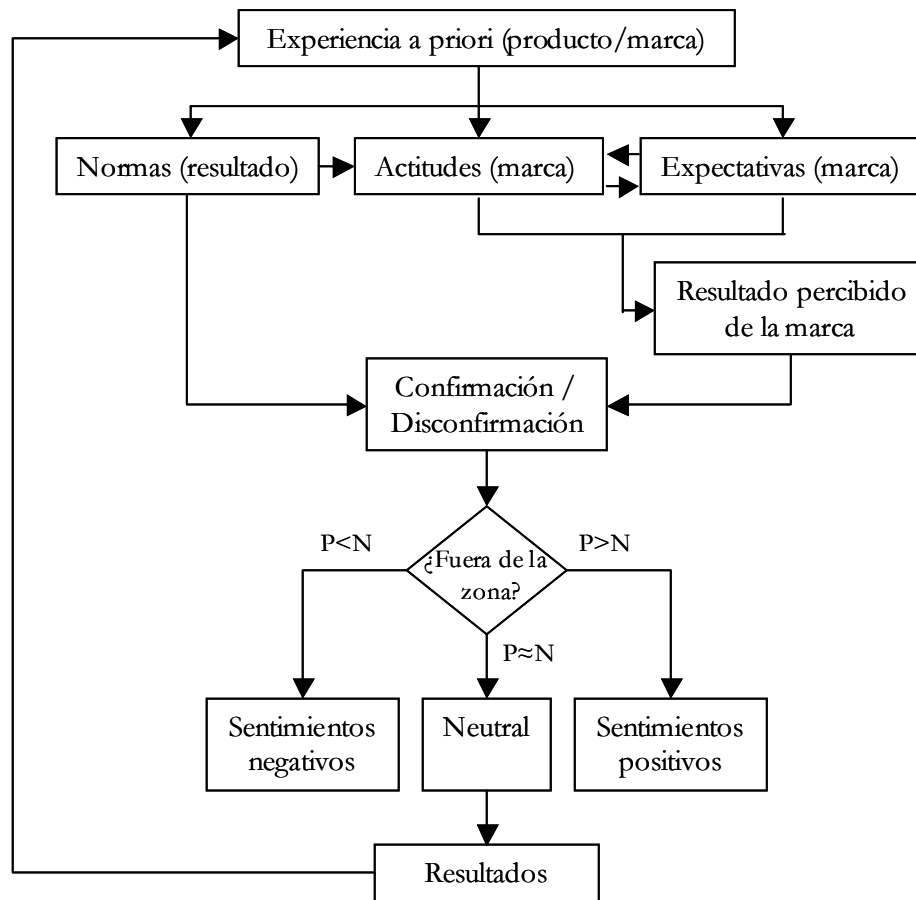 Experiencia a priori (producto/marca)
Normas (resultado)
Actitudes (marca)
Expectativas (marca)
Resultado percibido
de la marca
Confirmación /
Disconfirmación
P<N
¿Fuera de la
zona?
P>N
P≈N
Sentimientos
negativos
Neutral
Sentimientos
positivos
Resultados